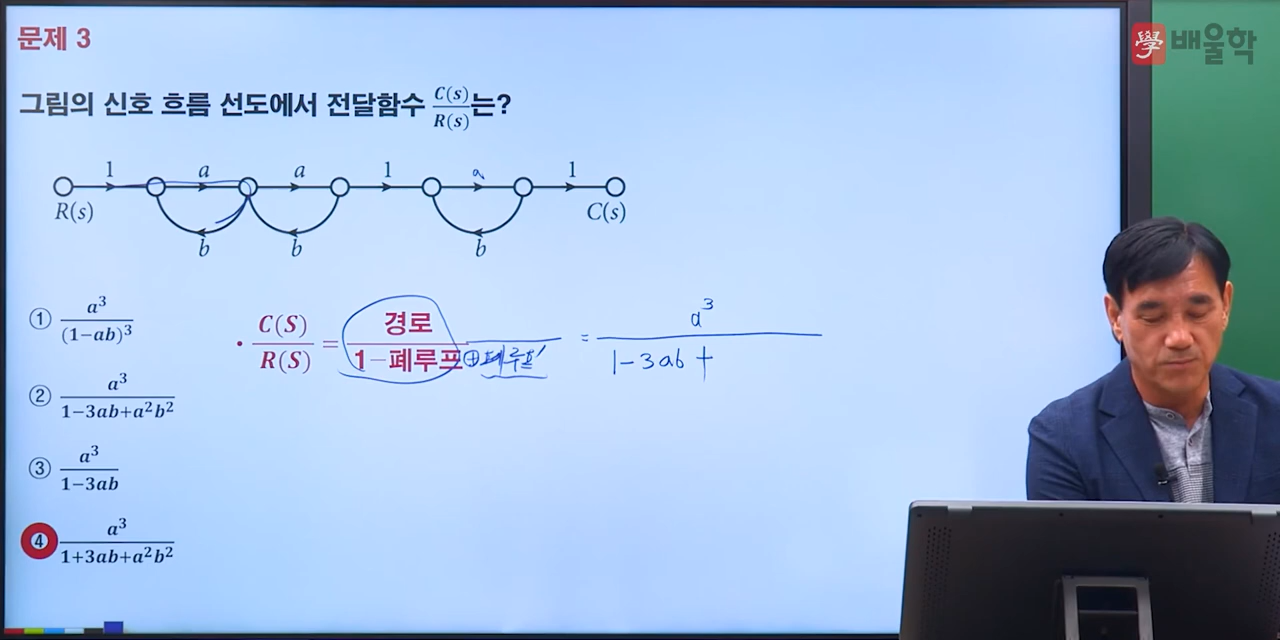 문제 3
學 배울학
그림의 신호 흐름 선도에서 전달함수 C(s)/R(s)는?
1 a a 1 a 1
R(s) C(s)
b b b
① a³/(1−ab)³
② a³/1−3ab+a²b²
③ a³/1−3ab
④ a³/1+3ab+a²b²
• C(S)/R(S) = 경로/1−폐루프 + = a³/1−3ab +